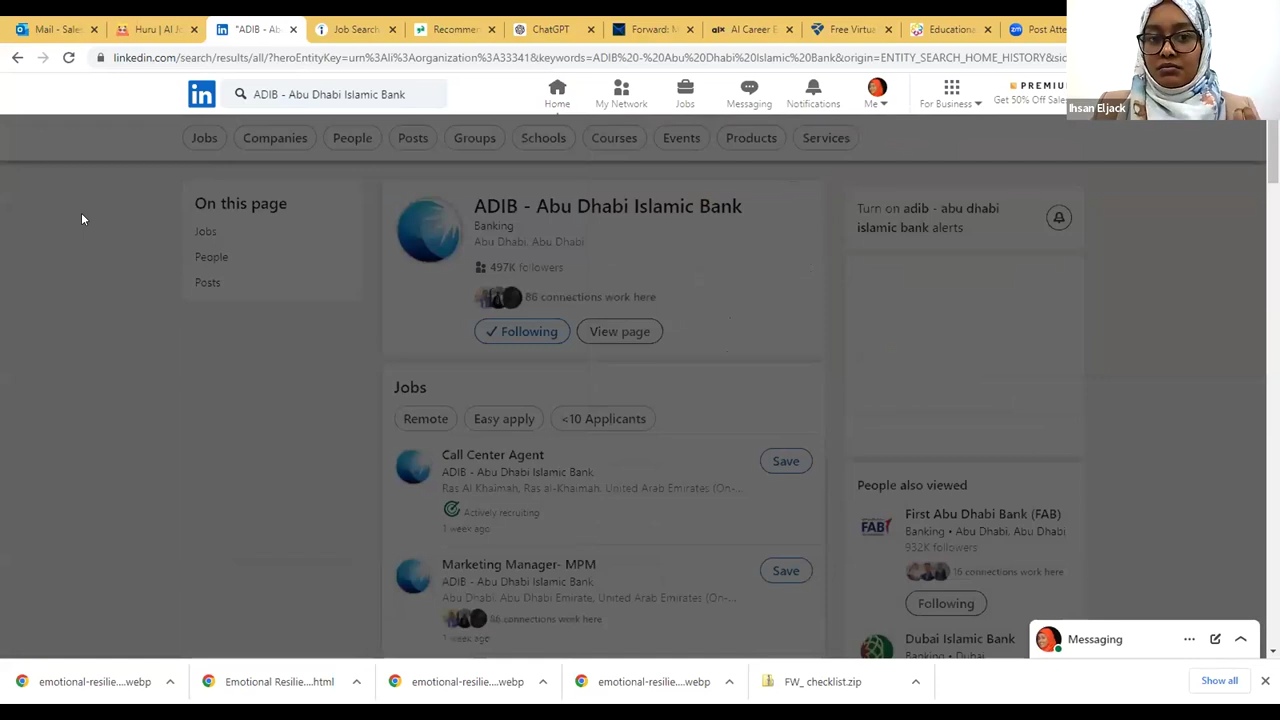 Mail - Sales
Huru | AI Jo
"ADIB - Ab
Job Search
Recommer
ChatGPT
Forward: M
AI Career E
Free Virtua
Educationa
Post Atte
linkedin.com/search/results/all/?heroEntityKey=urn%3Ali%3Aorganization%3A33341&keywords=ADIB%20-%20Abu%20Dhabi%20Islamic%20Bank&origin=ENTITY_SEARCH_HOME_HISTORY&sid
in
ADIB - Abu Dhabi Islamic Bank
Home
My Network
Jobs
Messaging
Notifications
Me
For Business
PREMIU
Get 50% Off Sale
Ihsan Eljack
Jobs
Companies
People
Posts
Groups
Schools
Courses
Events
Products
Services
On this page
Jobs
People
Posts
ADIB - Abu Dhabi Islamic Bank
Banking
Abu Dhabi, Abu Dhabi
497K followers
86 connections work here
Following
View page
Jobs
Remote
Easy apply
<10 Applicants
Call Center Agent
ADIB - Abu Dhabi Islamic Bank
Ras Al Khaimah, Ras al-Khaimah, United Arab Emirates (On-...
Actively recruiting
1 week ago
Save
Marketing Manager- MPM
ADIB - Abu Dhabi Islamic Bank
Abu Dhabi, Abu Dhabi Emirate, United Arab Emirates (On-...
86 connections work here
1 week ago
Save
Turn on adib - abu dhabi
islamic bank alerts
People also viewed
FAB
First Abu Dhabi Bank (FAB)
Banking • Abu Dhabi, Abu Dhabi
932K followers
16 connections work here
Following
Dubai Islamic Bank
Banking • Dubai
Messaging
emotional-resilie....webp
Emotional Resilie....html
emotional-resilie....webp
emotional-resilie....webp
FW_ checklist.zip
Show all